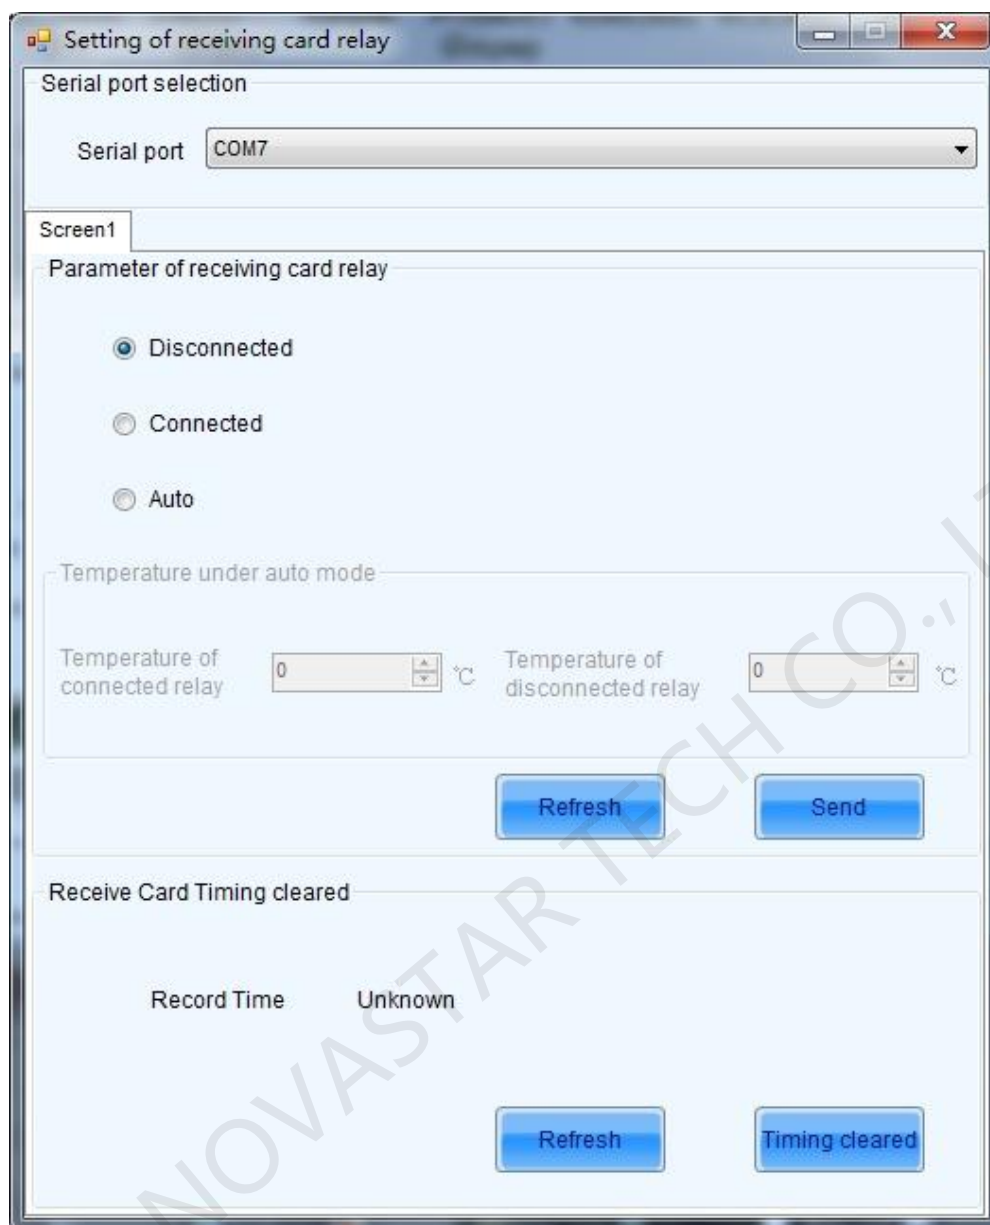 Setting of receiving card relay
Serial port selection
Serial port COM7
Screen1
Parameter of receiving card relay
Disconnected
Connected
Auto
Temperature under auto mode
Temperature of
connected relay
0 °C
Temperature of
disconnected relay
0 °C
Refresh Send
Receive Card Timing cleared
Record Time Unknown
Refresh Timing cleared
NOVASTAR TECH CO.,